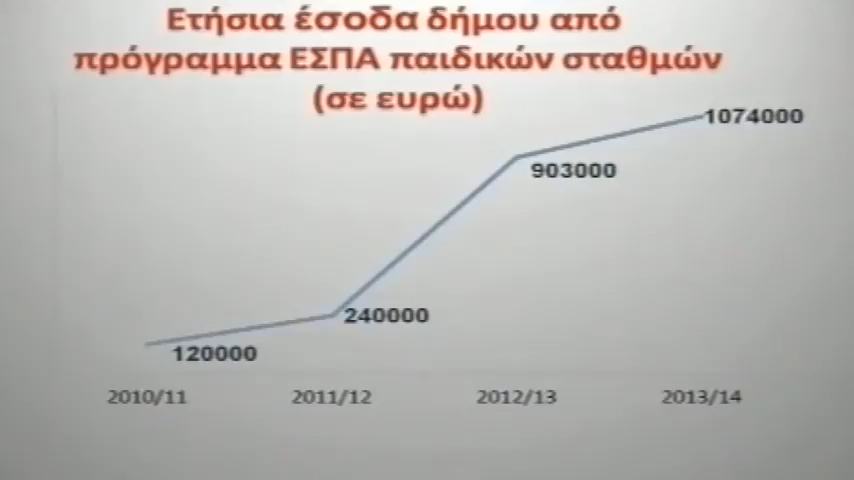 Ετήσια έσοδα δήμου από
πρόγραμμα ΕΣΠΑ παιδικών σταθμών
(σε ευρώ)
1074000
903000
240000
120000
2010/11 2011/12 2012/13 2013/14